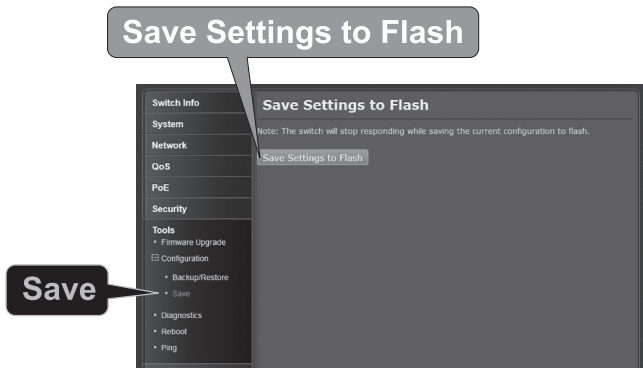 Save Settings to Flash
Switch Info
System
Network
QoS
PoE
Security
Tools
• Firmware Upgrade
Configuration
• Backup/Restore
• Save
• Diagnostics
• Reboot
• Ping
Save Settings to Flash
Note: The switch will stop responding while saving the current configuration to flash.
Save Settings to Flash
Save